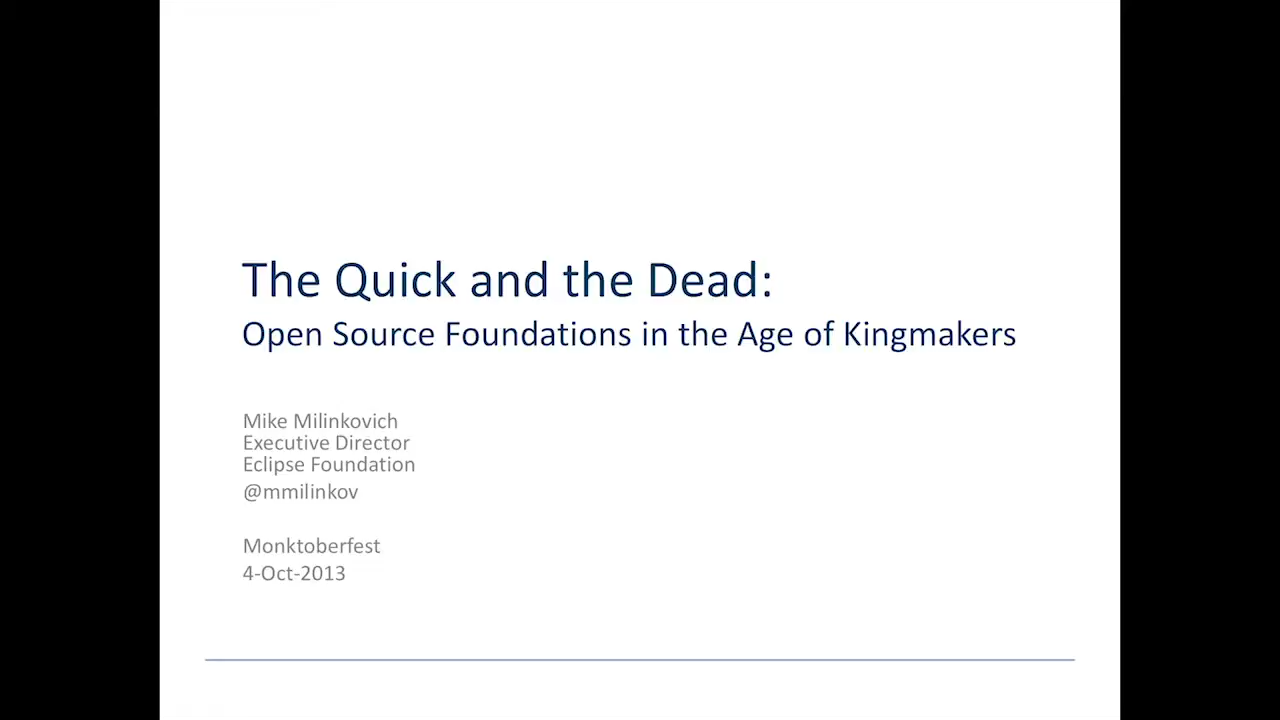 The Quick and the Dead:
Open Source Foundations in the Age of Kingmakers
Mike Milinkovich
Executive Director
Eclipse Foundation
@mmilinkov
Monktoberfest
4-Oct-2013